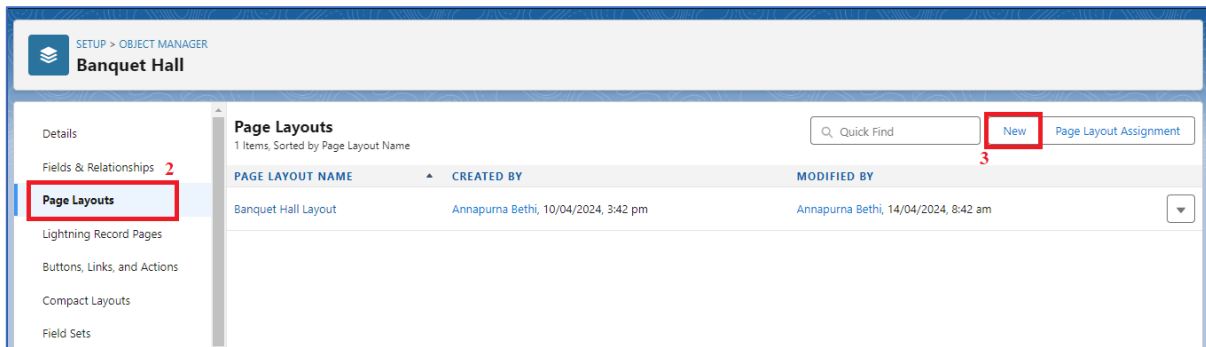 SETUP > OBJECT MANAGER
Banquet Hall
Details
Fields & Relationships 2
Page Layouts
Lightning Record Pages
Buttons, Links, and Actions
Compact Layouts
Field Sets
Page Layouts
1 Items, Sorted by Page Layout Name
Quick Find
New
Page Layout Assignment
3
PAGE LAYOUT NAME CREATED BY MODIFIED BY
Banquet Hall Layout Annapurna Bethi, 10/04/2024, 3:42 pm Annapurna Bethi, 14/04/2024, 8:42 am